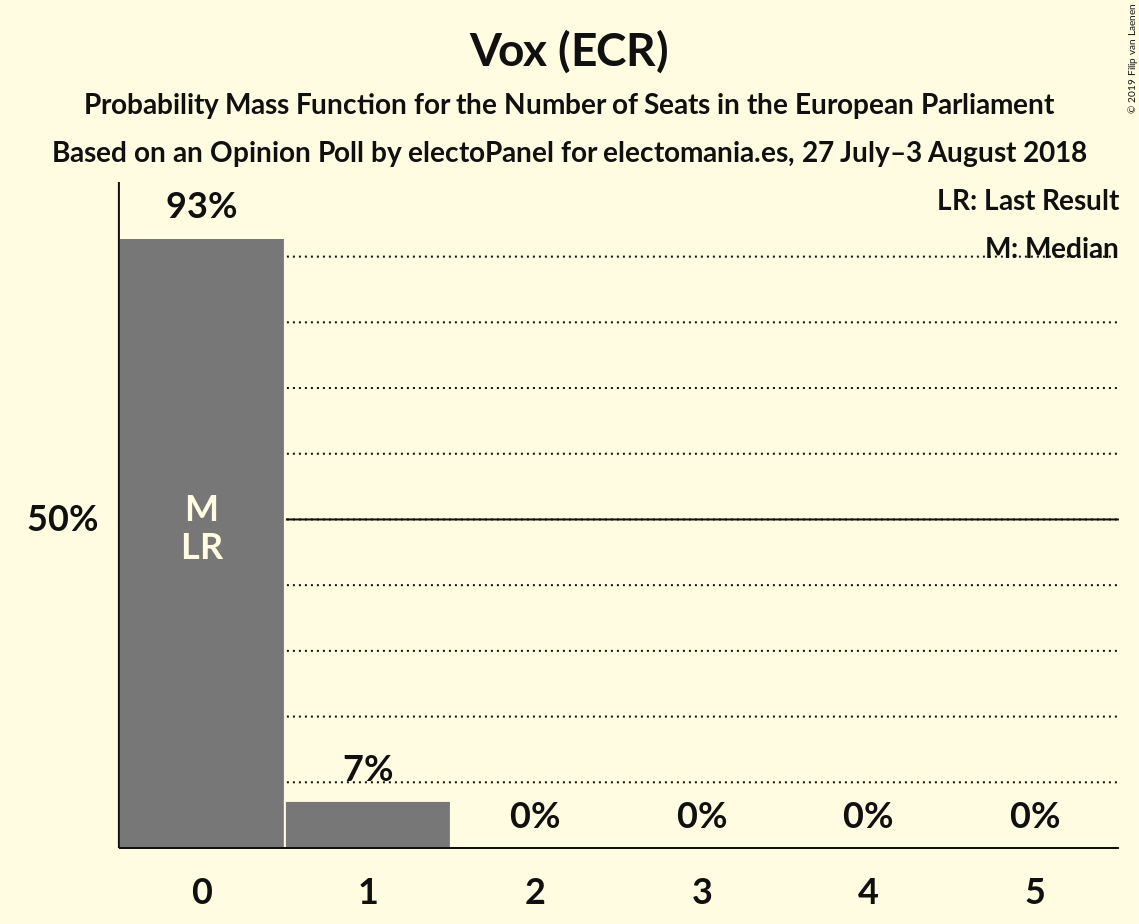 Vox (ECR)
Probability Mass Function for the Number of Seats in the European Parliament
Based on an Opinion Poll by electoPanel for electomania.es, 27 July–3 August 2018
© 2019 Filip van Laenen
LR: Last Result
M: Median
93%
50%
M
LR
7%
0%
0%
0%
0%
0
1
2
3
4
5